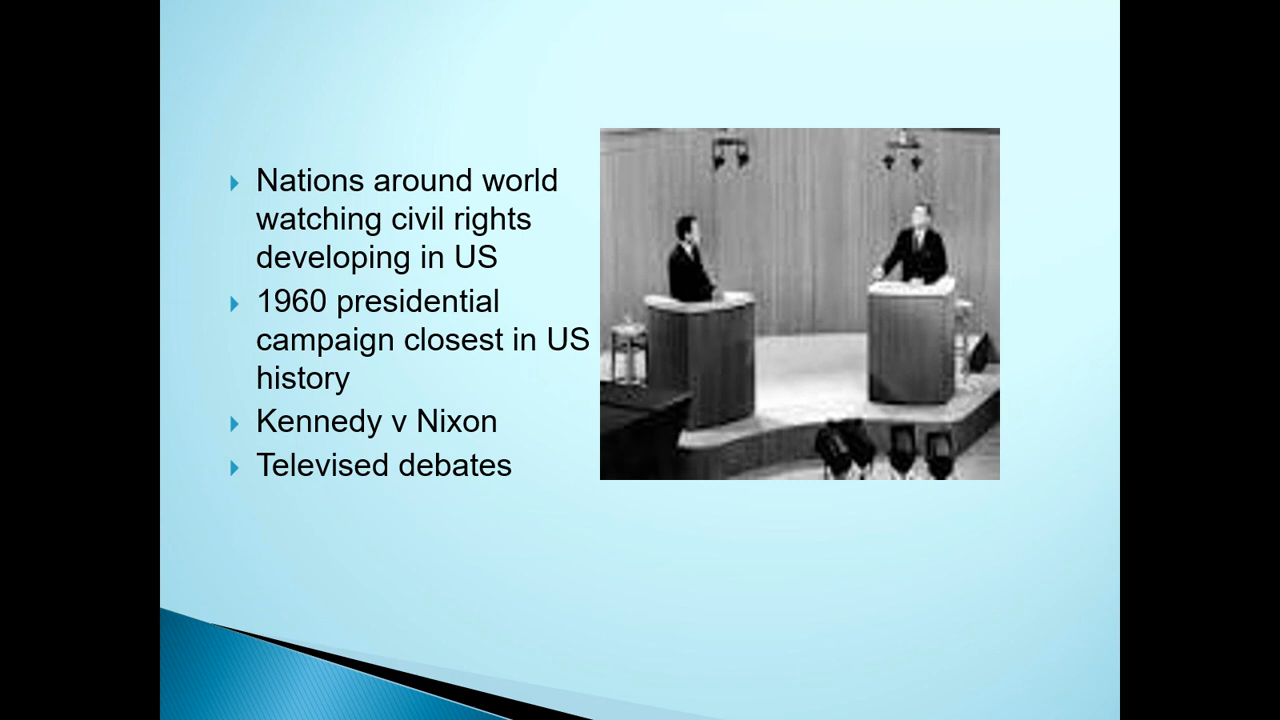 Nations around world
watching civil rights
developing in US
1960 presidential
campaign closest in US
history
Kennedy v Nixon
Televised debates